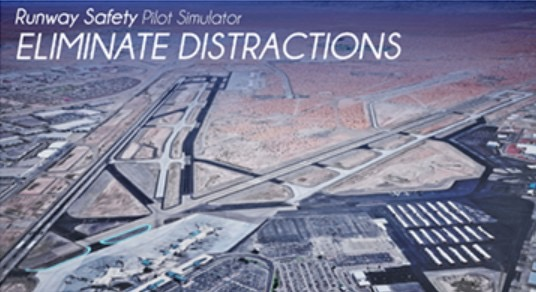 Runway Safety Pilot Simulator
ELIMINATE DISTRACTIONS